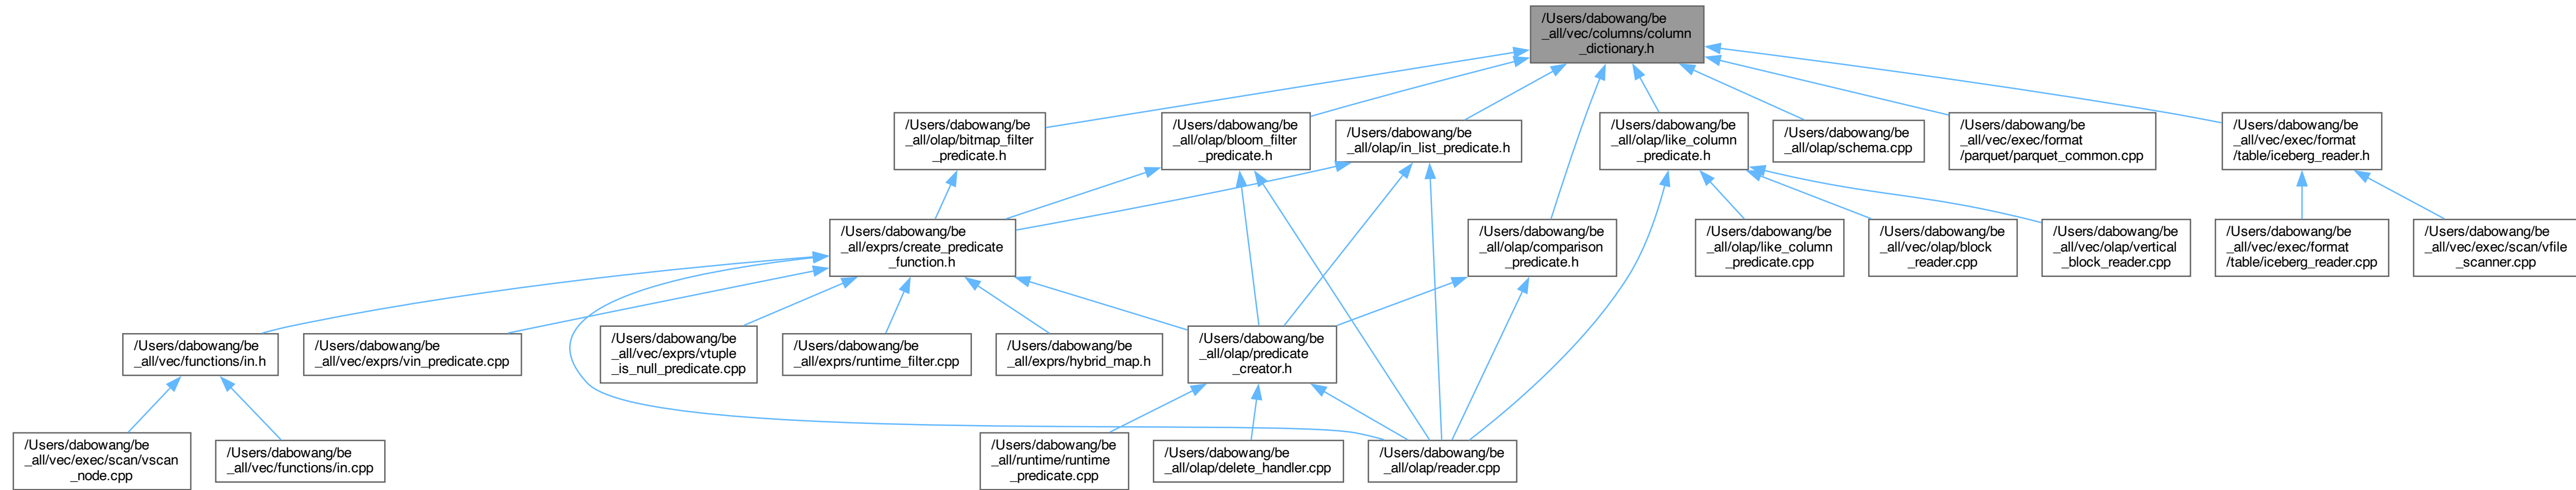 /Users/dabowang/be
_all/vec/columns/column
_dictionary.h
/Users/dabowang/be
_all/olap/bitmap_filter
_predicate.h
/Users/dabowang/be
_all/olap/bloom_filter
_predicate.h
/Users/dabowang/be
_all/olap/in_list_predicate.h
/Users/dabowang/be
_all/olap/like_column
_predicate.h
/Users/dabowang/be
_all/olap/schema.cpp
/Users/dabowang/be
_all/vec/exec/format
/parquet/parquet_common.cpp
/Users/dabowang/be
_all/vec/exec/format
/table/iceberg_reader.h
/Users/dabowang/be
_all/exprs/create_predicate
_function.h
/Users/dabowang/be
_all/olap/comparison
_predicate.h
/Users/dabowang/be
_all/olap/like_column
_predicate.cpp
/Users/dabowang/be
_all/vec/olap/block
_reader.cpp
/Users/dabowang/be
_all/vec/olap/vertical
_block_reader.cpp
/Users/dabowang/be
_all/vec/exec/format
/table/iceberg_reader.cpp
/Users/dabowang/be
_all/vec/exec/scan/vfile
_scanner.cpp
/Users/dabowang/be
_all/vec/functions/in.h
/Users/dabowang/be
_all/vec/exprs/vin_predicate.cpp
/Users/dabowang/be
_all/vec/exprs/vtuple
_is_null_predicate.cpp
/Users/dabowang/be
_all/exprs/runtime_filter.cpp
/Users/dabowang/be
_all/exprs/hybrid_map.h
/Users/dabowang/be
_all/olap/predicate
_creator.h
/Users/dabowang/be
_all/vec/exec/scan/vscan
_node.cpp
/Users/dabowang/be
_all/vec/functions/in.cpp
/Users/dabowang/be
_all/runtime/runtime
_predicate.cpp
/Users/dabowang/be
_all/olap/delete_handler.cpp
/Users/dabowang/be
_all/olap/reader.cpp